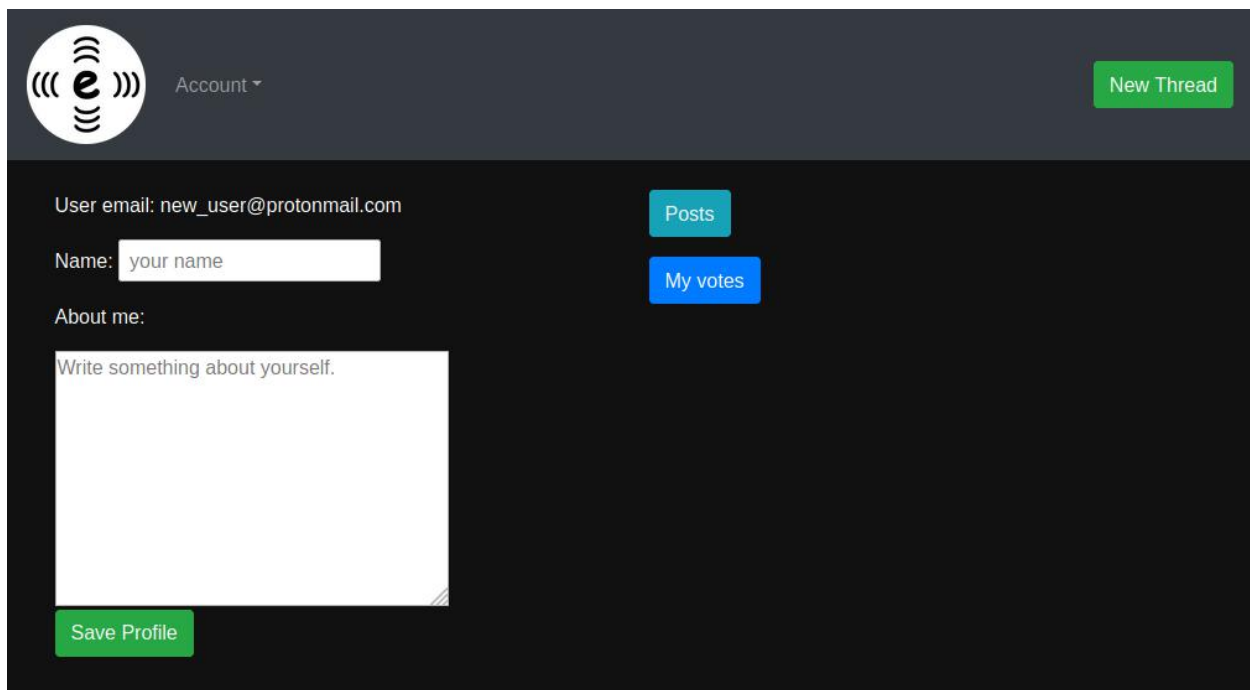 ((( e )))
Account
New Thread
User email: new_user@protonmail.com
Name: your name
About me:
Write something about yourself.
Save Profile
Posts
My votes